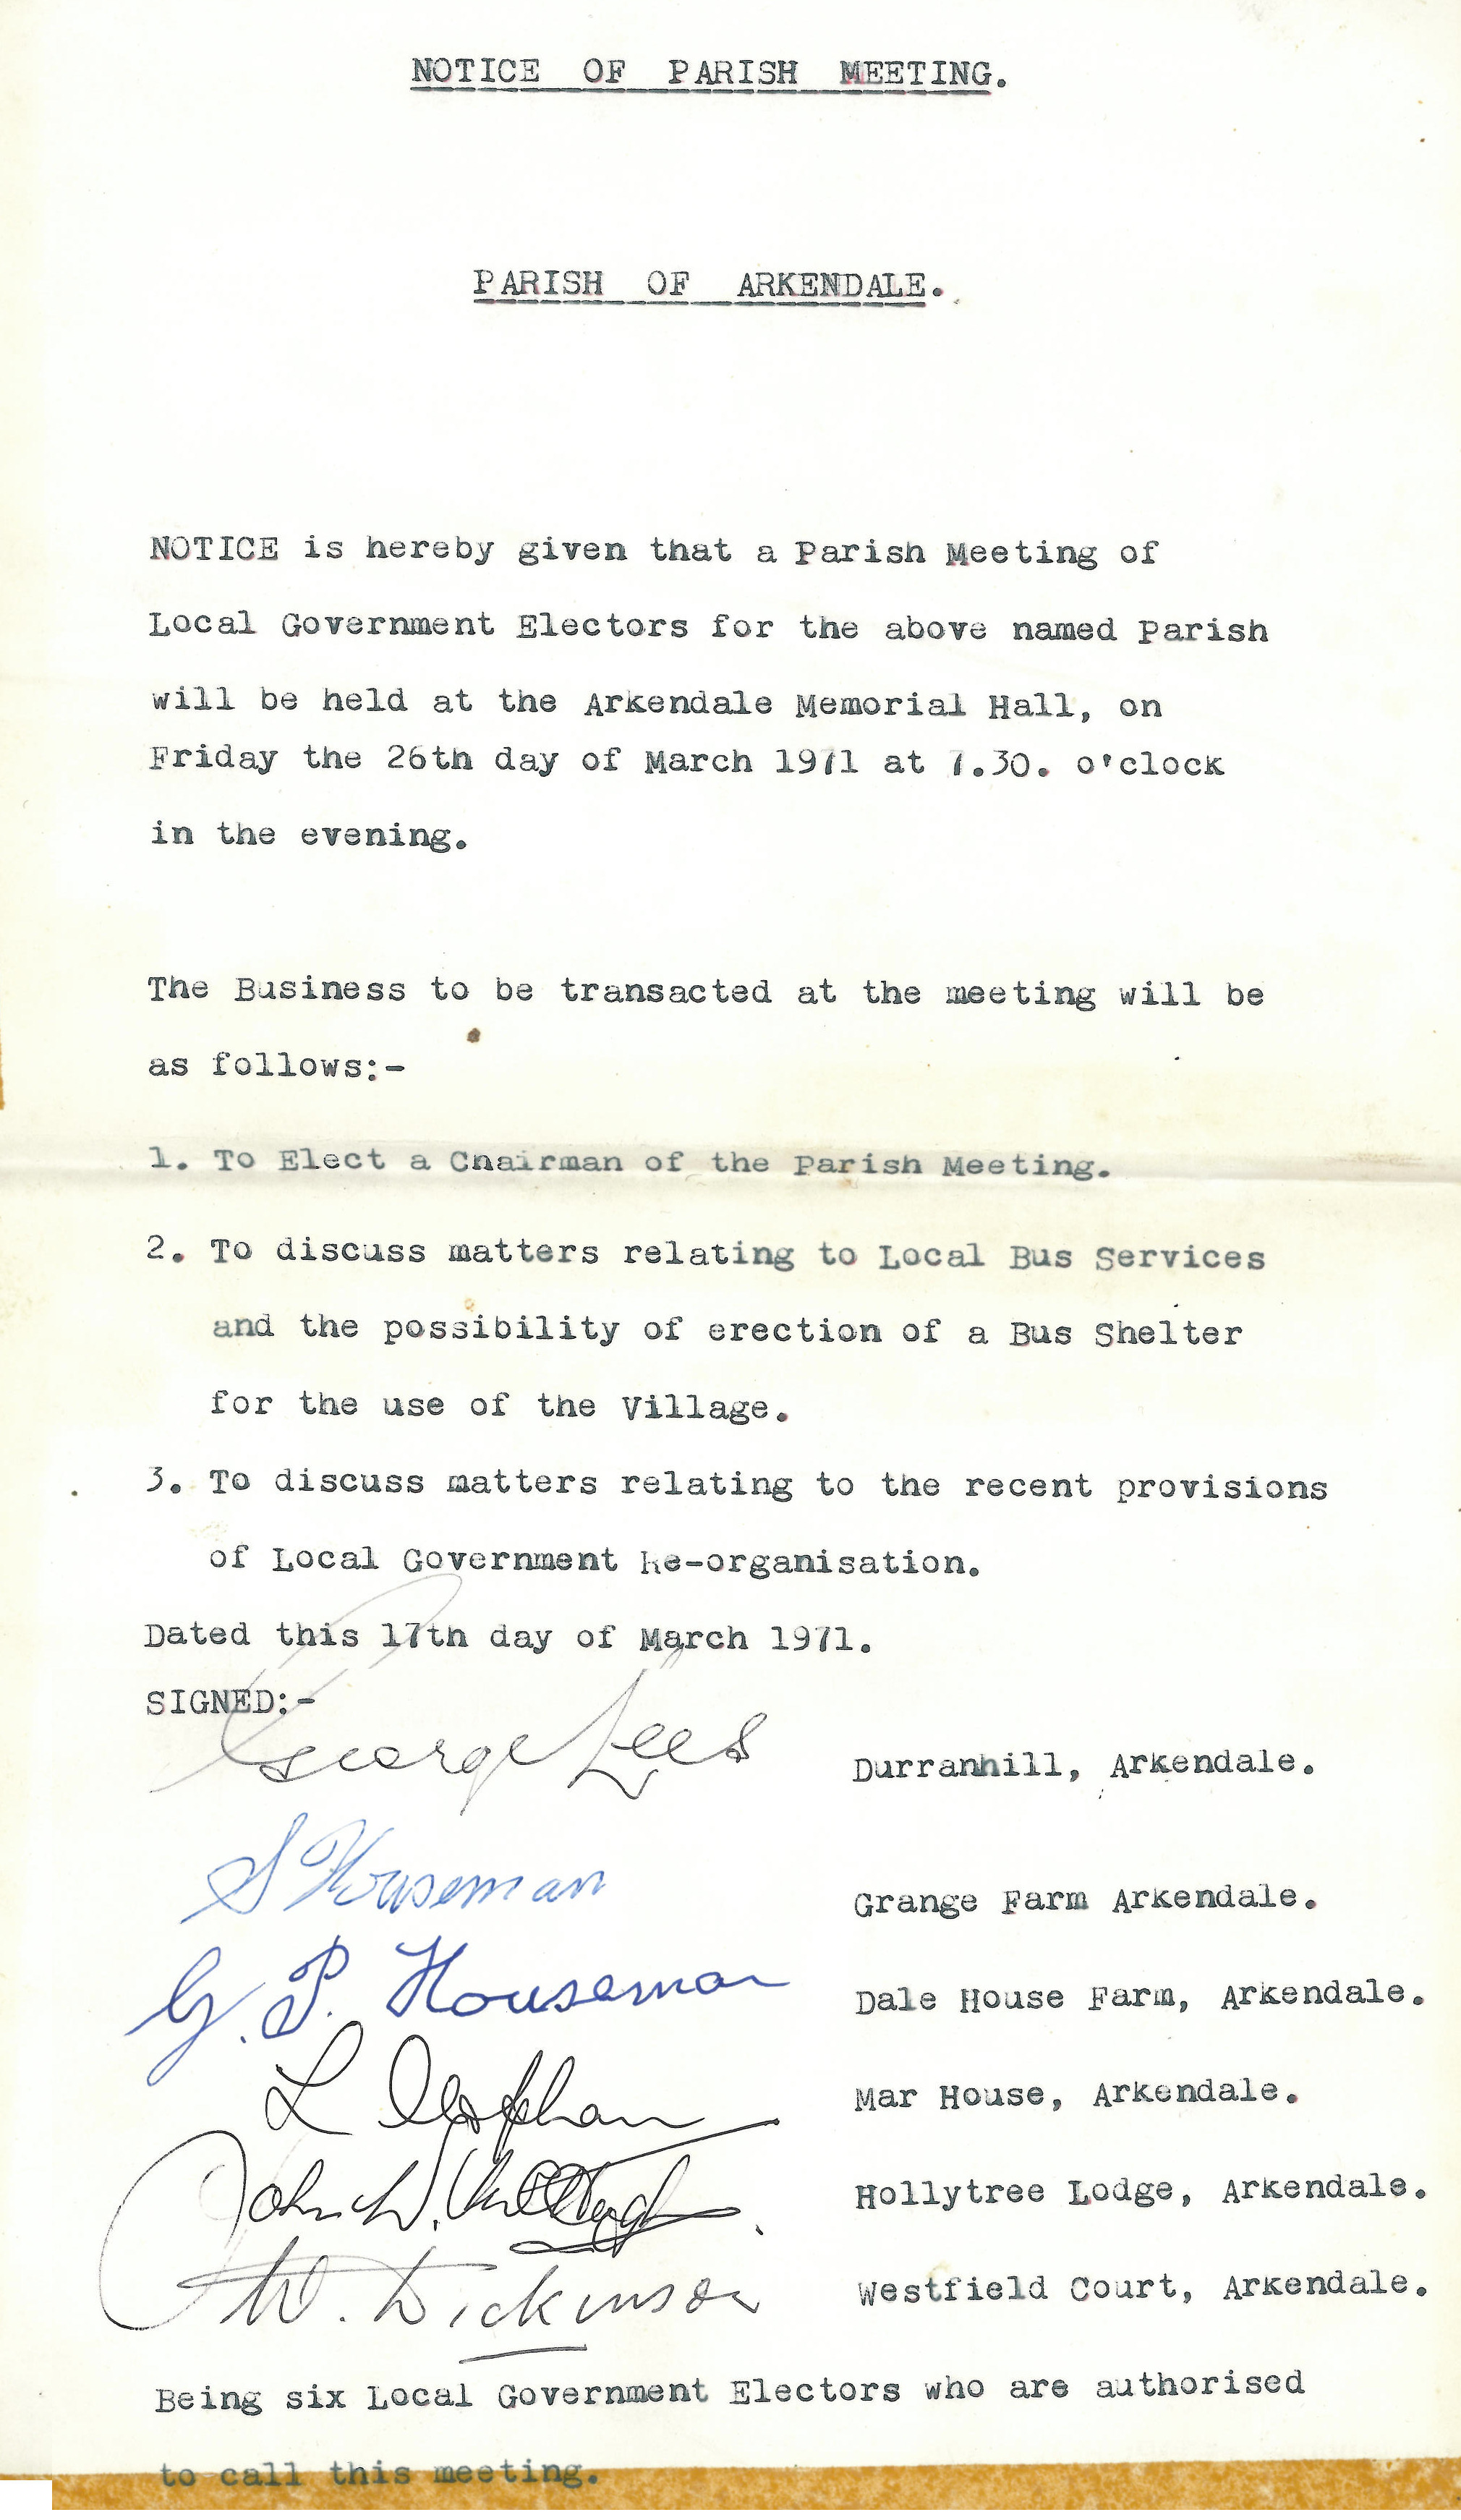 NOTICE OF PARISH MEETING.
PARISH OF ARKENDALE.
NOTICE is hereby given that a Parish Meeting of
Local Government Electors for the above named Parish
will be held at the Arkendale Memorial Hall, on
Friday the 26th day of March 1971 at 7.30. o'clock
in the evening.
The Business to be transacted at the meeting will be
as follows:-
1. To Elect a Chairman of the Parish Meeting.
2. To discuss matters relating to Local Bus Services
and the possibility of erection of a Bus Shelter
for the use of the Village.
3. To discuss matters relating to the recent provisions
of Local Government Re-organisation.
Dated this 17th day of March 1971.
SIGNED:-
George Lees Durranhill, Arkendale.
S Houseman Grange Farm Arkendale.
G. P. Houseman Dale House Farm, Arkendale.
L Mar House, Arkendale.
John W. Hollytree Lodge, Arkendale.
W. Dickinson Westfield Court, Arkendale.
Being six Local Government Electors who are authorised
to call this meeting.